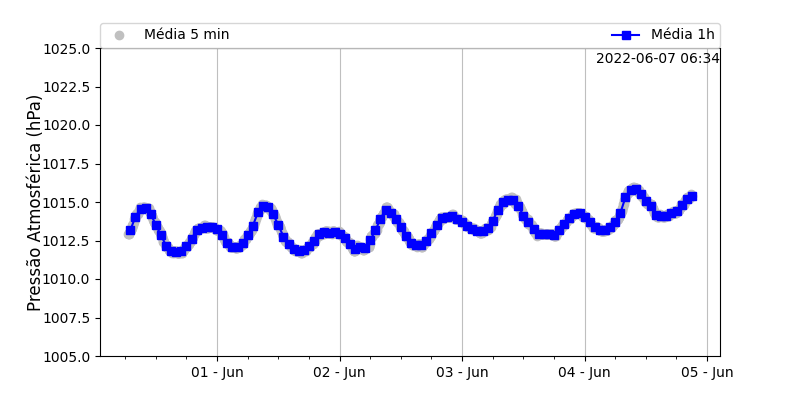 Média 5 min
Média 1h
2022-06-07 06:34
Pressão Atmosférica (hPa)
1025.0
1022.5
1020.0
1017.5
1015.0
1012.5
1010.0
1007.5
1005.0
01 - Jun
02 - Jun
03 - Jun
04 - Jun
05 - Jun